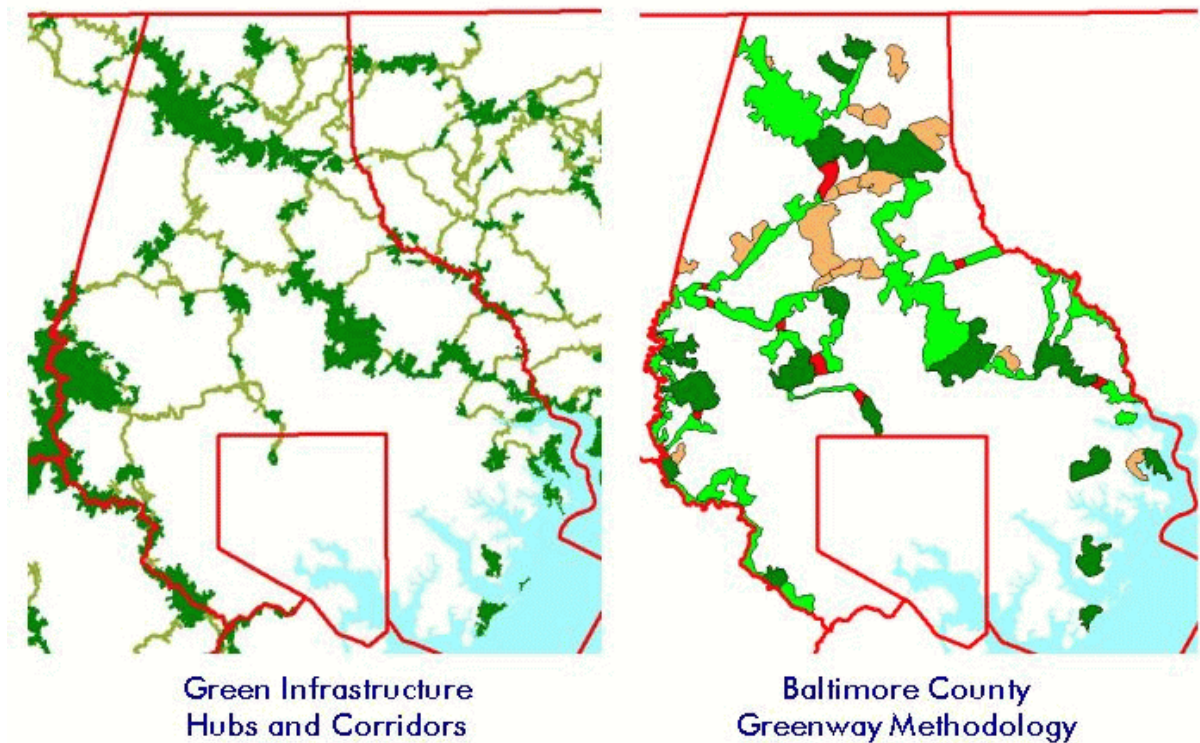 Green Infrastructure
Hubs and Corridors
Baltimore County
Greenway Methodology